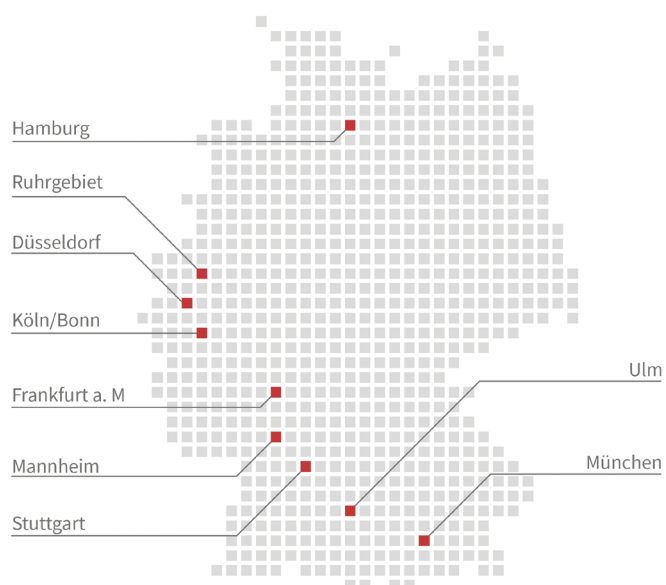 Hamburg
Ruhrgebiet
Düsseldorf
Köln/Bonn
Frankfurt a. M
Mannheim
Stuttgart
Ulm
München